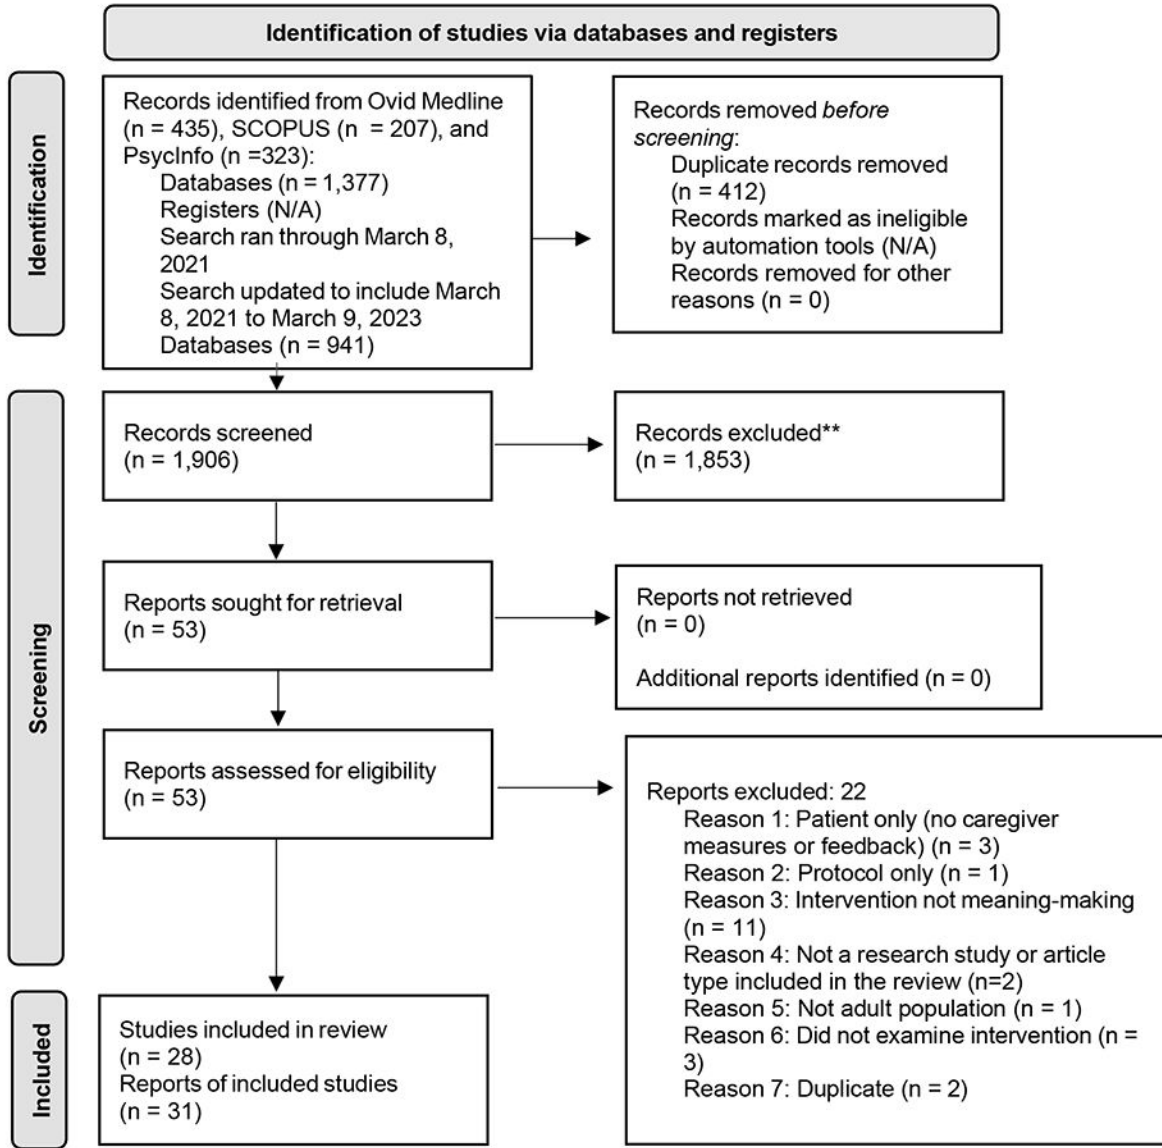 Identification of studies via databases and registers
Identification
Records identified from Ovid Medline
(n = 435), SCOPUS (n = 207), and
PsycInfo (n =323):
Databases (n = 1,377)
Registers (N/A)
Search ran through March 8,
2021
Search updated to include March
8, 2021 to March 9, 2023
Databases (n = 941)
Records removed before
screening:
Duplicate records removed
(n = 412)
Records marked as ineligible
by automation tools (N/A)
Records removed for other
reasons (n = 0)
Screening
Records screened
(n = 1,906)
Records excluded**
(n = 1,853)
Reports sought for retrieval
(n = 53)
Reports not retrieved
(n = 0)
Additional reports identified (n = 0)
Reports assessed for eligibility
(n = 53)
Reports excluded: 22
Reason 1: Patient only (no caregiver
measures or feedback) (n = 3)
Reason 2: Protocol only (n = 1)
Reason 3: Intervention not meaning-making
(n = 11)
Reason 4: Not a research study or article
type included in the review (n=2)
Reason 5: Not adult population (n = 1)
Reason 6: Did not examine intervention (n =
3)
Reason 7: Duplicate (n = 2)
Included
Studies included in review
(n = 28)
Reports of included studies
(n = 31)